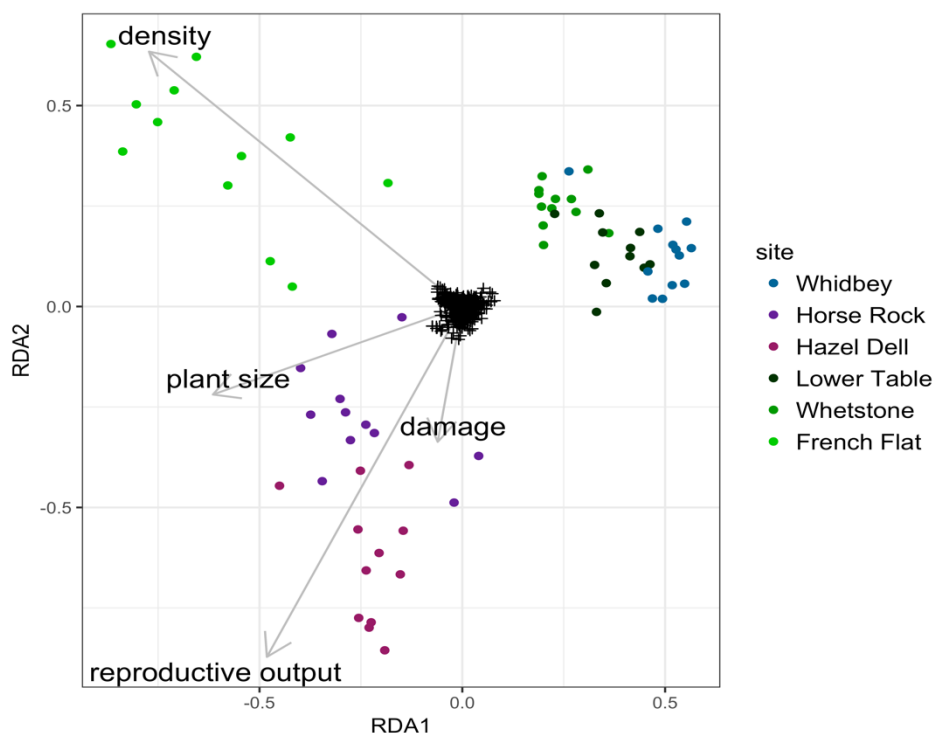 density
0.5
0.0
-0.5
RDA2
plant size
damage
reproductive output
-0.5
0.0
0.5
RDA1
site
Whidbey
Horse Rock
Hazel Dell
Lower Table
Whetstone
French Flat